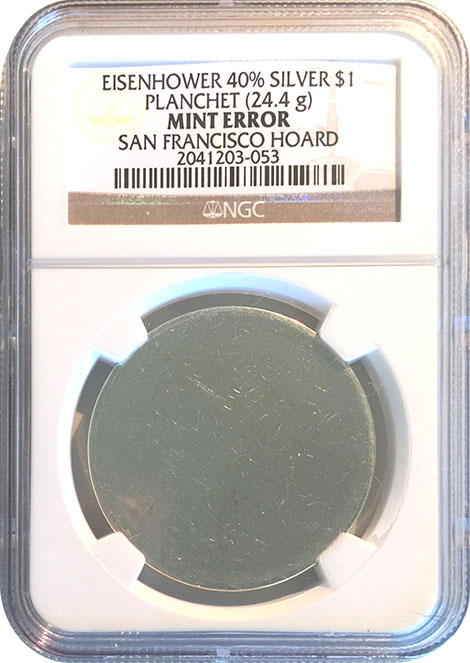 EISENHOWER 40% SILVER $1
PLANCHET (24.4 g)
MINT ERROR
SAN FRANCISCO HOARD
2041203-053
NGC